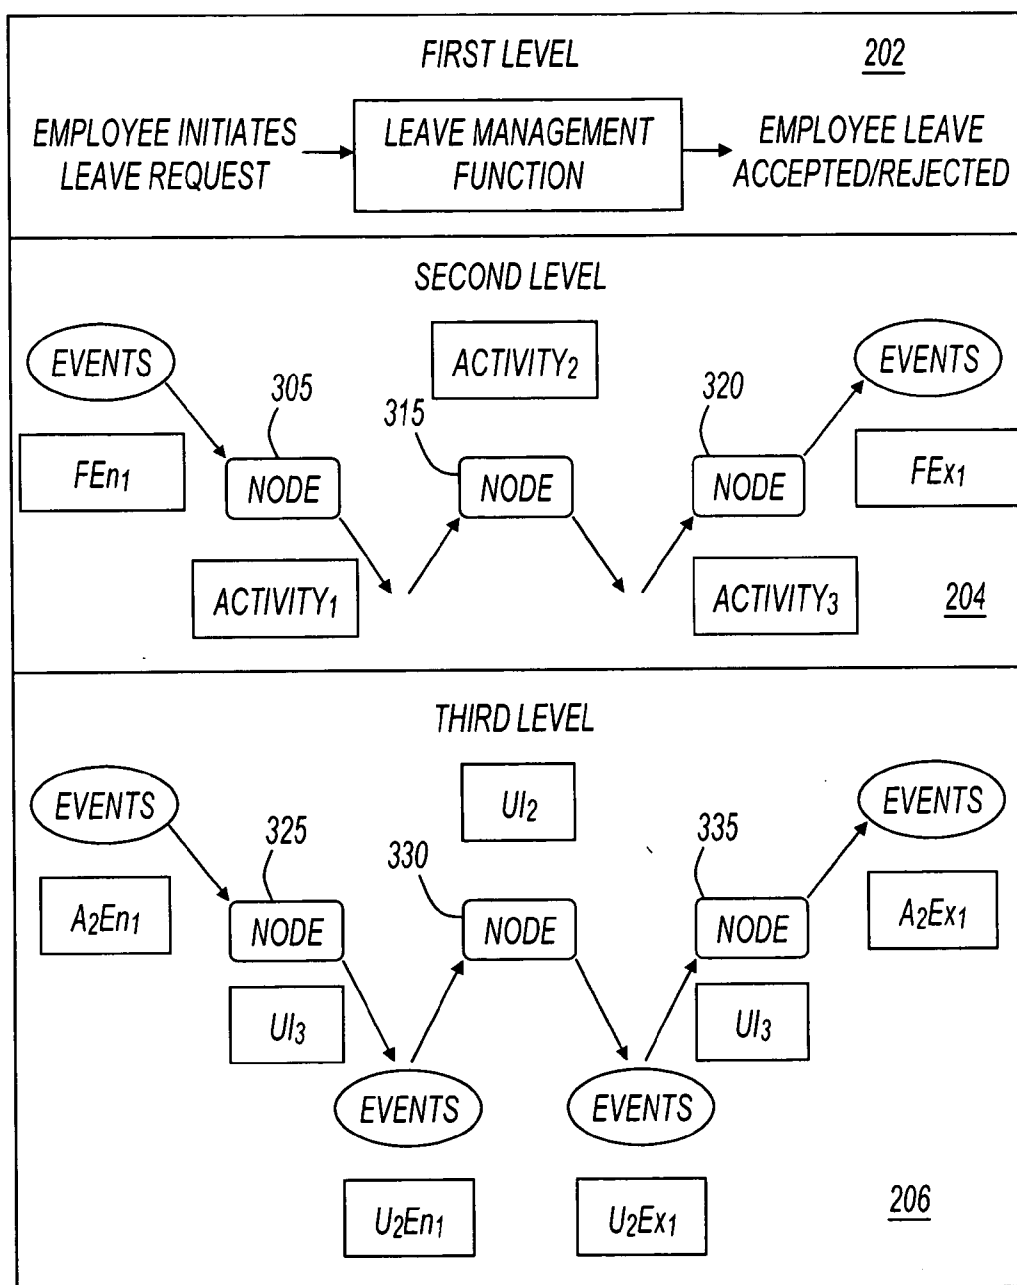 FIRST LEVEL 202
EMPLOYEE INITIATES LEAVE REQUEST
LEAVE MANAGEMENT FUNCTION
EMPLOYEE LEAVE ACCEPTED/REJECTED
SECOND LEVEL
EVENTS
ACTIVITY2
EVENTS
305
315
320
FEn1
NODE
NODE
NODE
FEx1
ACTIVITY1
ACTIVITY3
204
THIRD LEVEL
EVENTS
UI2
EVENTS
325
330
335
A2En1
NODE
NODE
NODE
A2Ex1
UI3
UI3
EVENTS
EVENTS
U2En1
U2Ex1
206